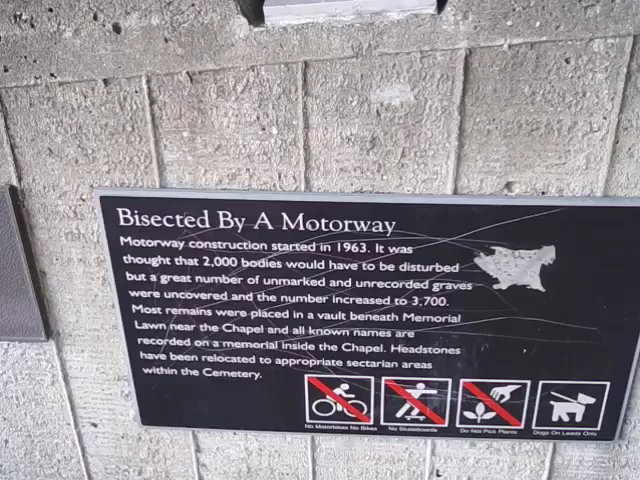 Bisected By A Motorway
Motorway construction started in 1963. It was
thought that 2,000 bodies would have to be disturbed
but a great number of unmarked and unrecorded graves
were uncovered and the number increased to 3,700.
Most remains were placed in a vault beneath Memorial
Lawn near the Chapel and all known names are
recorded on a memorial inside the Chapel. Headstones
have been relocated to appropriate sectarian areas
within the Cemetery.
No Motorbikes No Bikes
No Skateboards
Do Not Pick Plants
Dogs On Leads Only